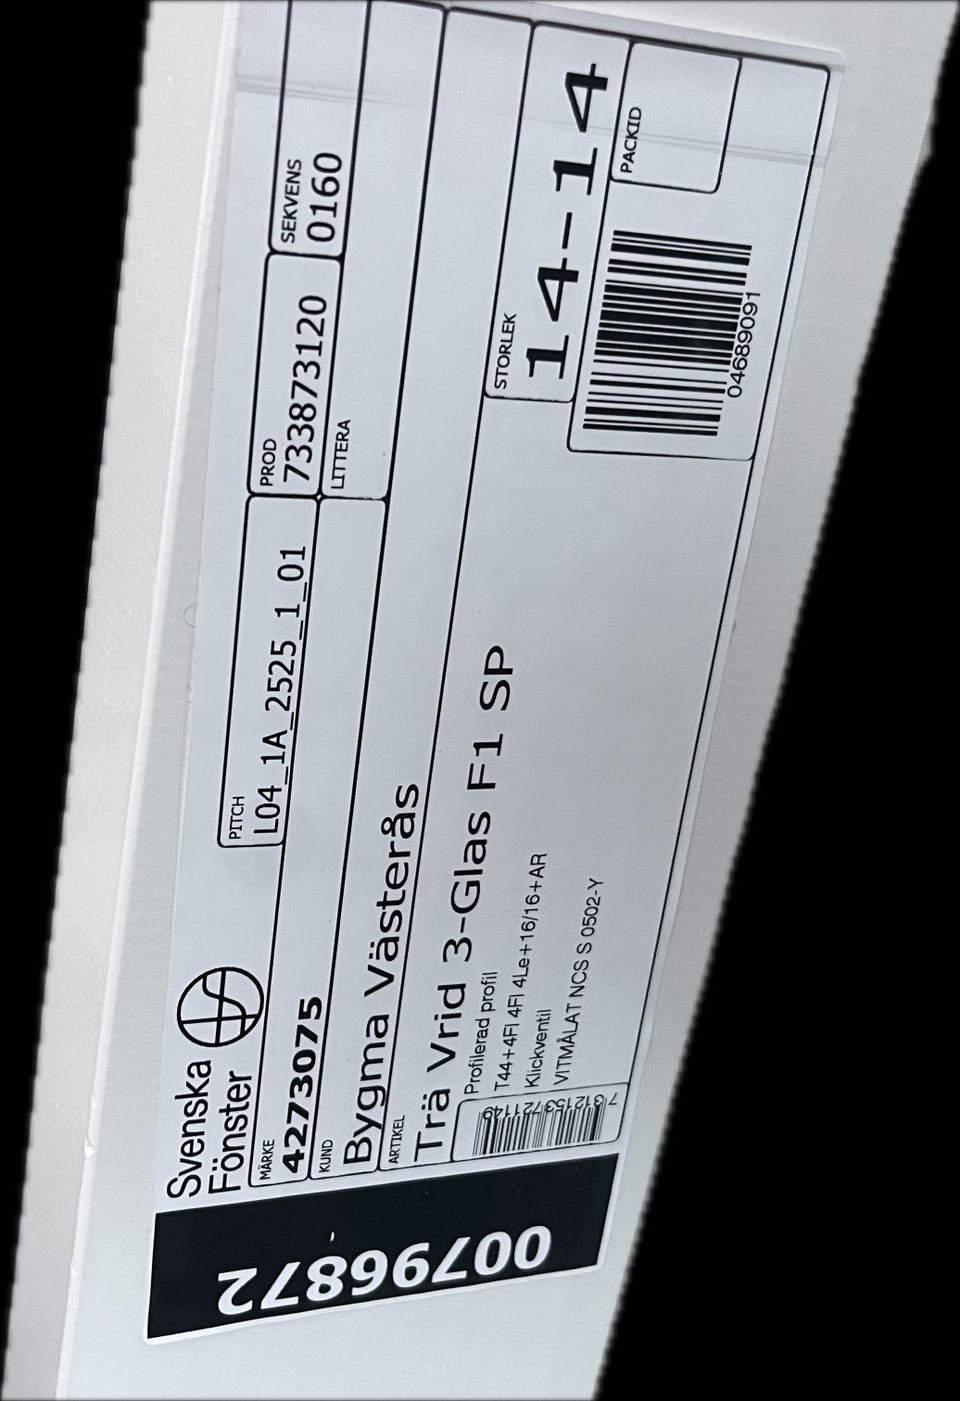 Svenska
Fönster
PITCH
L04_1A_2525_1_01
PROD
733873120
SEKVENS
0160
MÄRKE
4273075
LITTERA
KUND
Bygma Västerås
ARTIKEL
Trä Vrid 3-Glas F1 SP
STORLEK
14-14
Profilerad profil
T44+4Fl 4Fl 4Le+16/16+AR
Klickventil
VITMÅLAT NCS S 0502-Y
PACKID
04689091
7312153721149
00796872